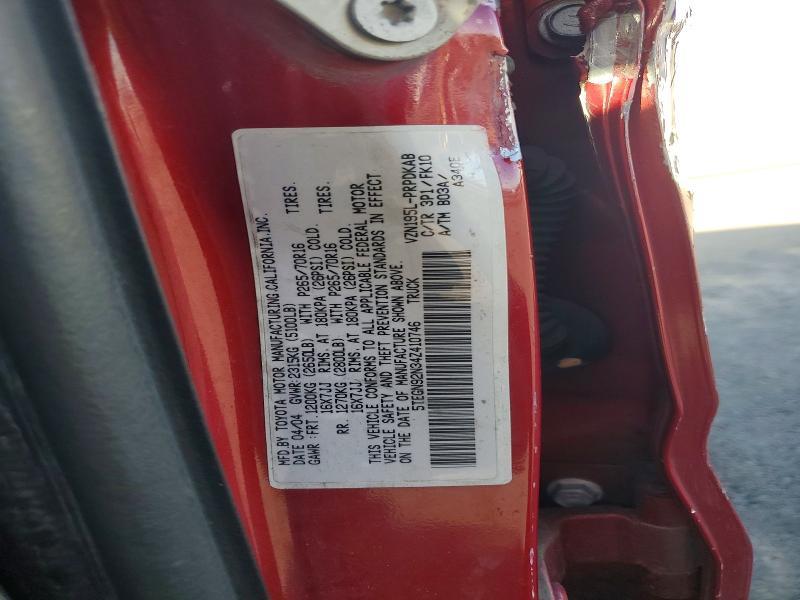 MFD BY TOYOTA MOTOR MANUFACTURING.CALIFORNIA.INC.
DATE 04/04 GVWR:2315KG (5100LB)
GAWR :FRT.1200KG (2650LB) WITH P265/70R16 TIRES.
16X7JJ RIMS. AT 180KPA (26PSI) COLD.
RR. 1270KG (2800LB) WITH P265/70R16 TIRES.
16X7JJ RIMS. AT 180KPA (26PSI) COLD.
THIS VEHICLE CONFORMS TO ALL APPLICABLE FEDERAL MOTOR
VEHICLE SAFETY AND THEFT PREVENTION STANDARDS IN EFFECT
ON THE DATE OF MANUFACTURE SHOWN ABOVE.
5TEGN92N34Z410746 TRUCK
VZN195L-PRPDKAB
C/TR 3P1/FK10
A/TM B03A/
A340E